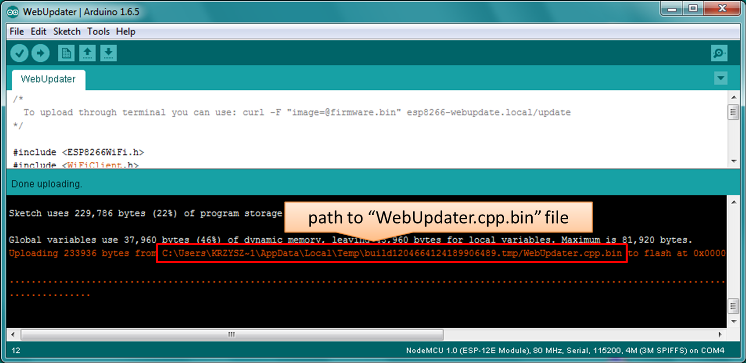 WebUpdater | Arduino 1.6.5
File Edit Sketch Tools Help
WebUpdater
/*
To upload through terminal you can use: curl -F "image=@firmware.bin" esp8266-webupdate.local/update
*/
#include <ESP8266WiFi.h>
#include <WiFiClient.h>
Done uploading.
Sketch uses 229,786 bytes (22%) of program storage
path to “WebUpdater.cpp.bin” file
Global variables use 37,960 bytes (46%) of dynamic memory, leaving 43,960 bytes for local variables. Maximum is 81,920 bytes.
Uploading 233936 bytes from C:\Users\KRZYSZ~1\AppData\Local\Temp\build1204664124189906489.tmp/WebUpdater.cpp.bin to flash at 0x0000
................................................................................
...............
12
NodeMCU 1.0 (ESP-12E Module), 80 MHz, Serial, 115200, 4M (3M SPIFFS) on COM4